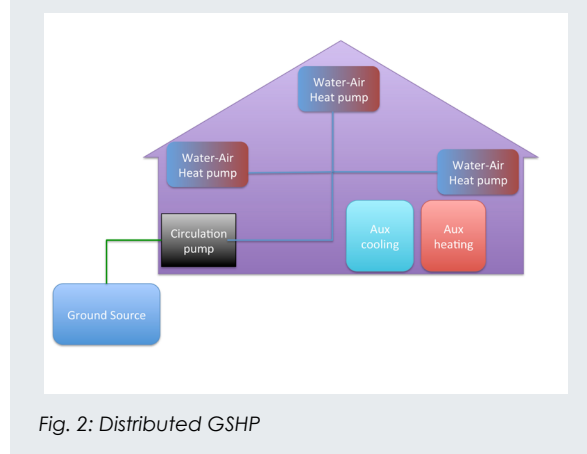 Water-Air
Heat pump
Water-Air
Heat pump
Water-Air
Heat pump
Circulation
pump
Aux
cooling
Aux
heating
Ground Source
Fig. 2: Distributed GSHP